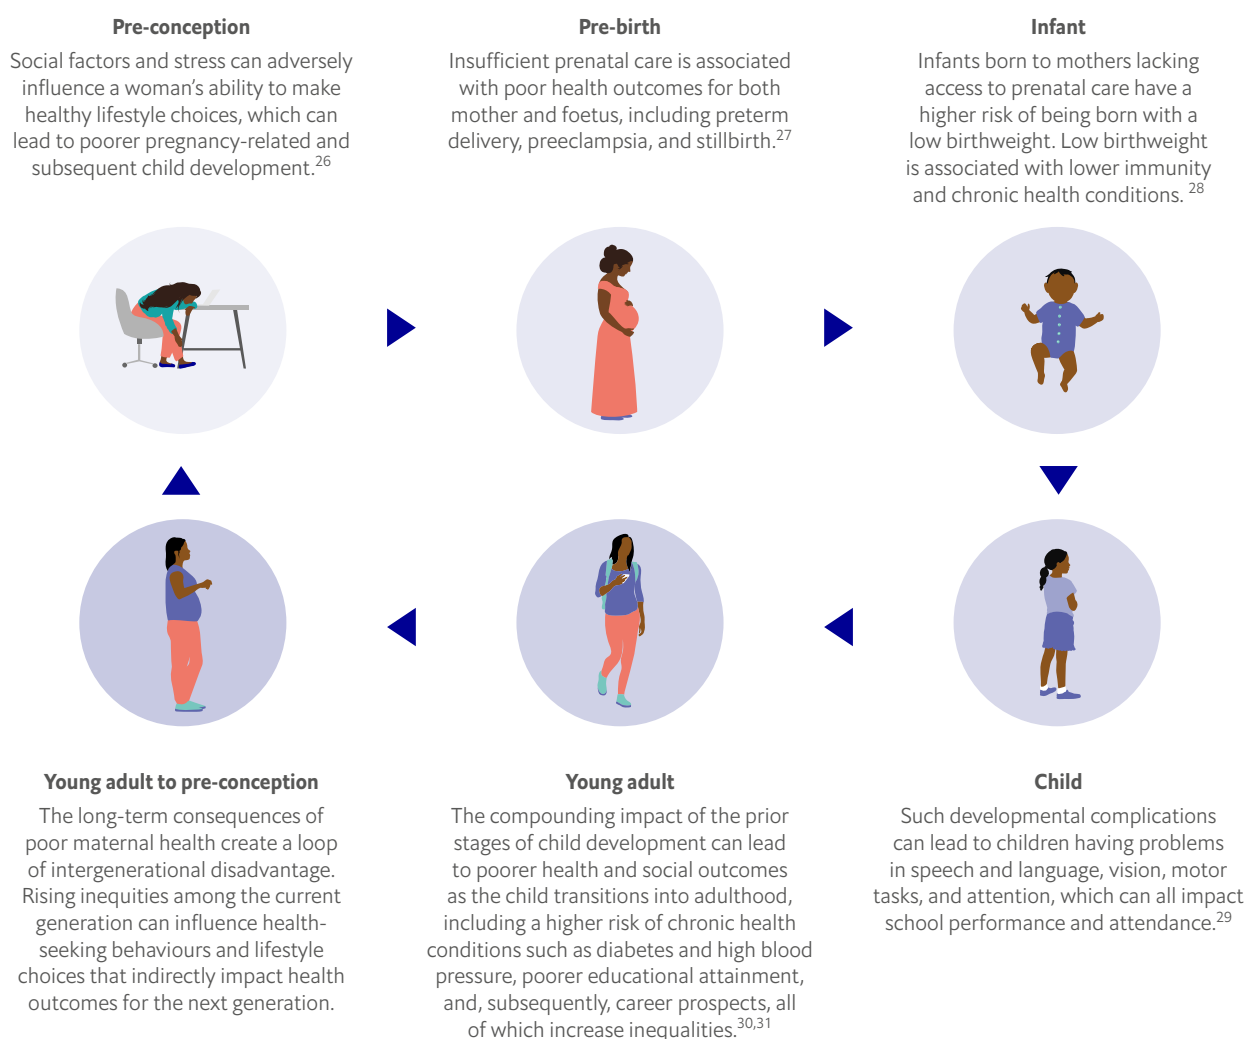 Pre-conception
Social factors and stress can adversely
influence a woman’s ability to make
healthy lifestyle choices, which can
lead to poorer pregnancy-related and
subsequent child development.26
Pre-birth
Insufficient prenatal care is associated
with poor health outcomes for both
mother and foetus, including preterm
delivery, preeclampsia, and stillbirth.27
Infant
Infants born to mothers lacking
access to prenatal care have a
higher risk of being born with a
low birthweight. Low birthweight
is associated with lower immunity
and chronic health conditions. 28
Young adult to pre-conception
The long-term consequences of
poor maternal health create a loop
of intergenerational disadvantage.
Rising inequities among the current
generation can influence health-
seeking behaviours and lifestyle
choices that indirectly impact health
outcomes for the next generation.
Young adult
The compounding impact of the prior
stages of child development can lead
to poorer health and social outcomes
as the child transitions into adulthood,
including a higher risk of chronic health
conditions such as diabetes and high blood
pressure, poorer educational attainment,
and, subsequently, career prospects, all
of which increase inequalities.30,31
Child
Such developmental complications
can lead to children having problems
in speech and language, vision, motor
tasks, and attention, which can all impact
school performance and attendance.29